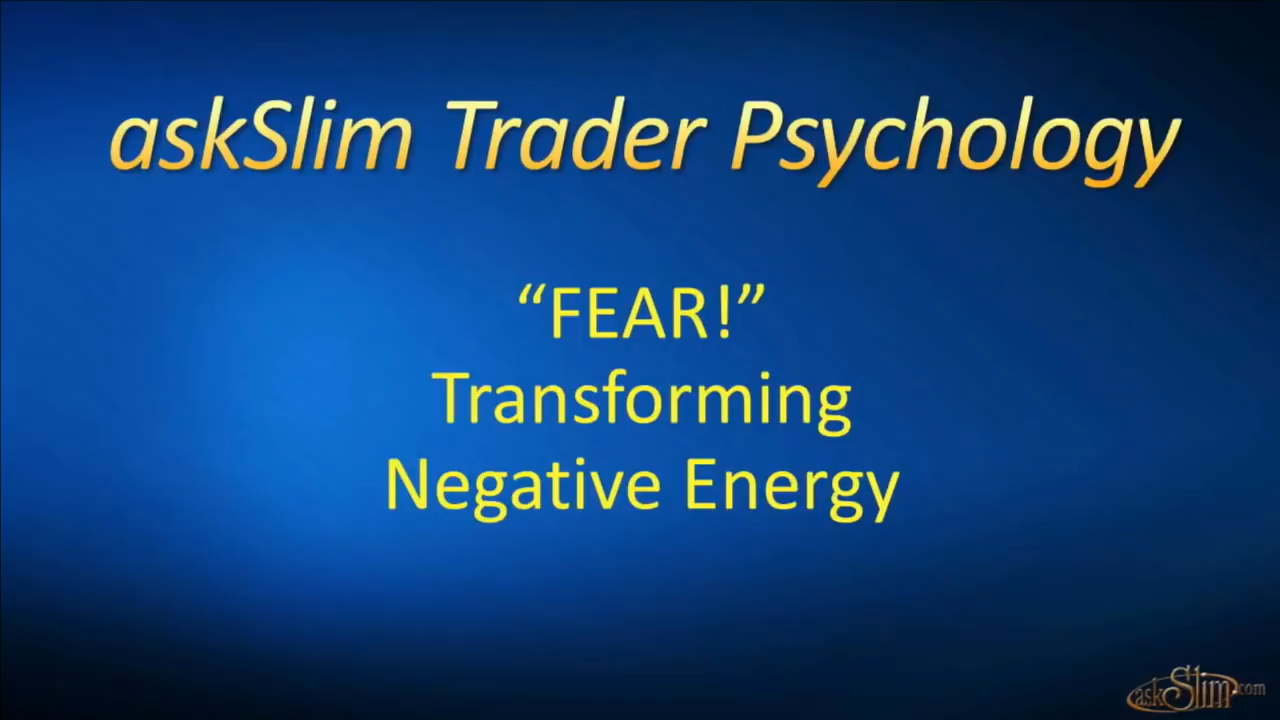 askSlim Trader Psychology
“FEAR!”
Transforming
Negative Energy
askSlim.com